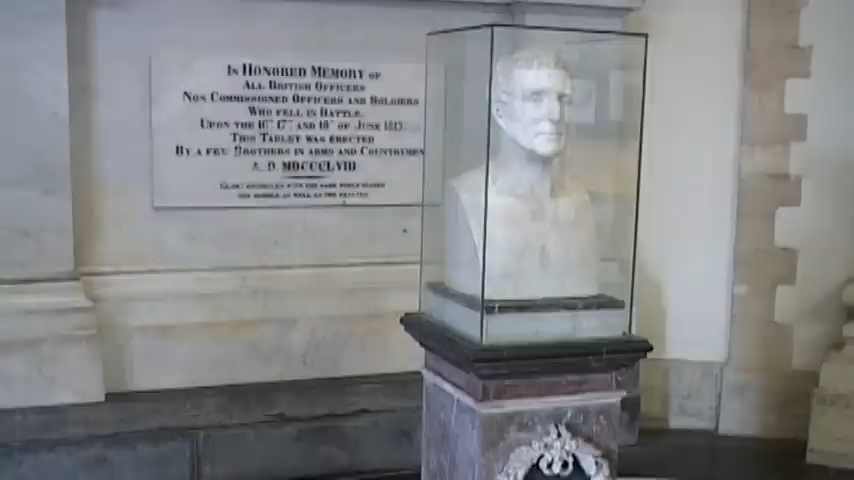 In Honored Memory of
All British Officers
Non Commissioned Officers and Soldiers
Who fell in Battle
Upon the 16TH 17TH and 18TH of June 1815.
This Tablet was erected
By a few Brothers in Arms and Countrymen
A.D. MDCCCLVIII